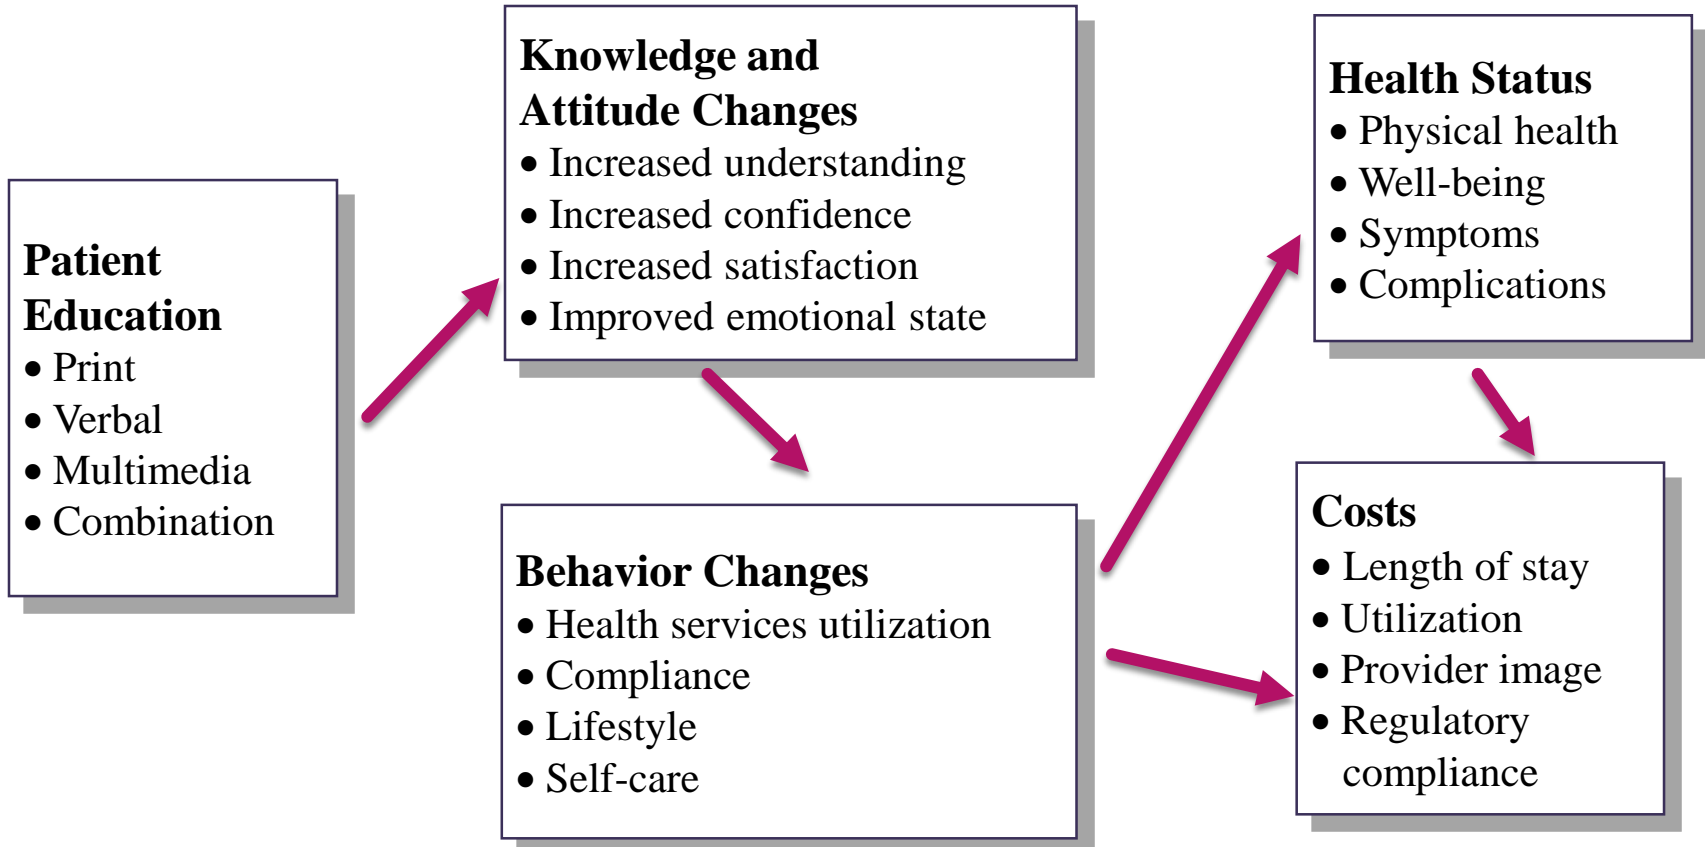 Patient
Education
• Print
• Verbal
• Multimedia
• Combination
Knowledge and
Attitude Changes
• Increased understanding
• Increased confidence
• Increased satisfaction
• Improved emotional state
Behavior Changes
• Health services utilization
• Compliance
• Lifestyle
• Self-care
Health Status
• Physical health
• Well-being
• Symptoms
• Complications
Costs
• Length of stay
• Utilization
• Provider image
• Regulatory
compliance